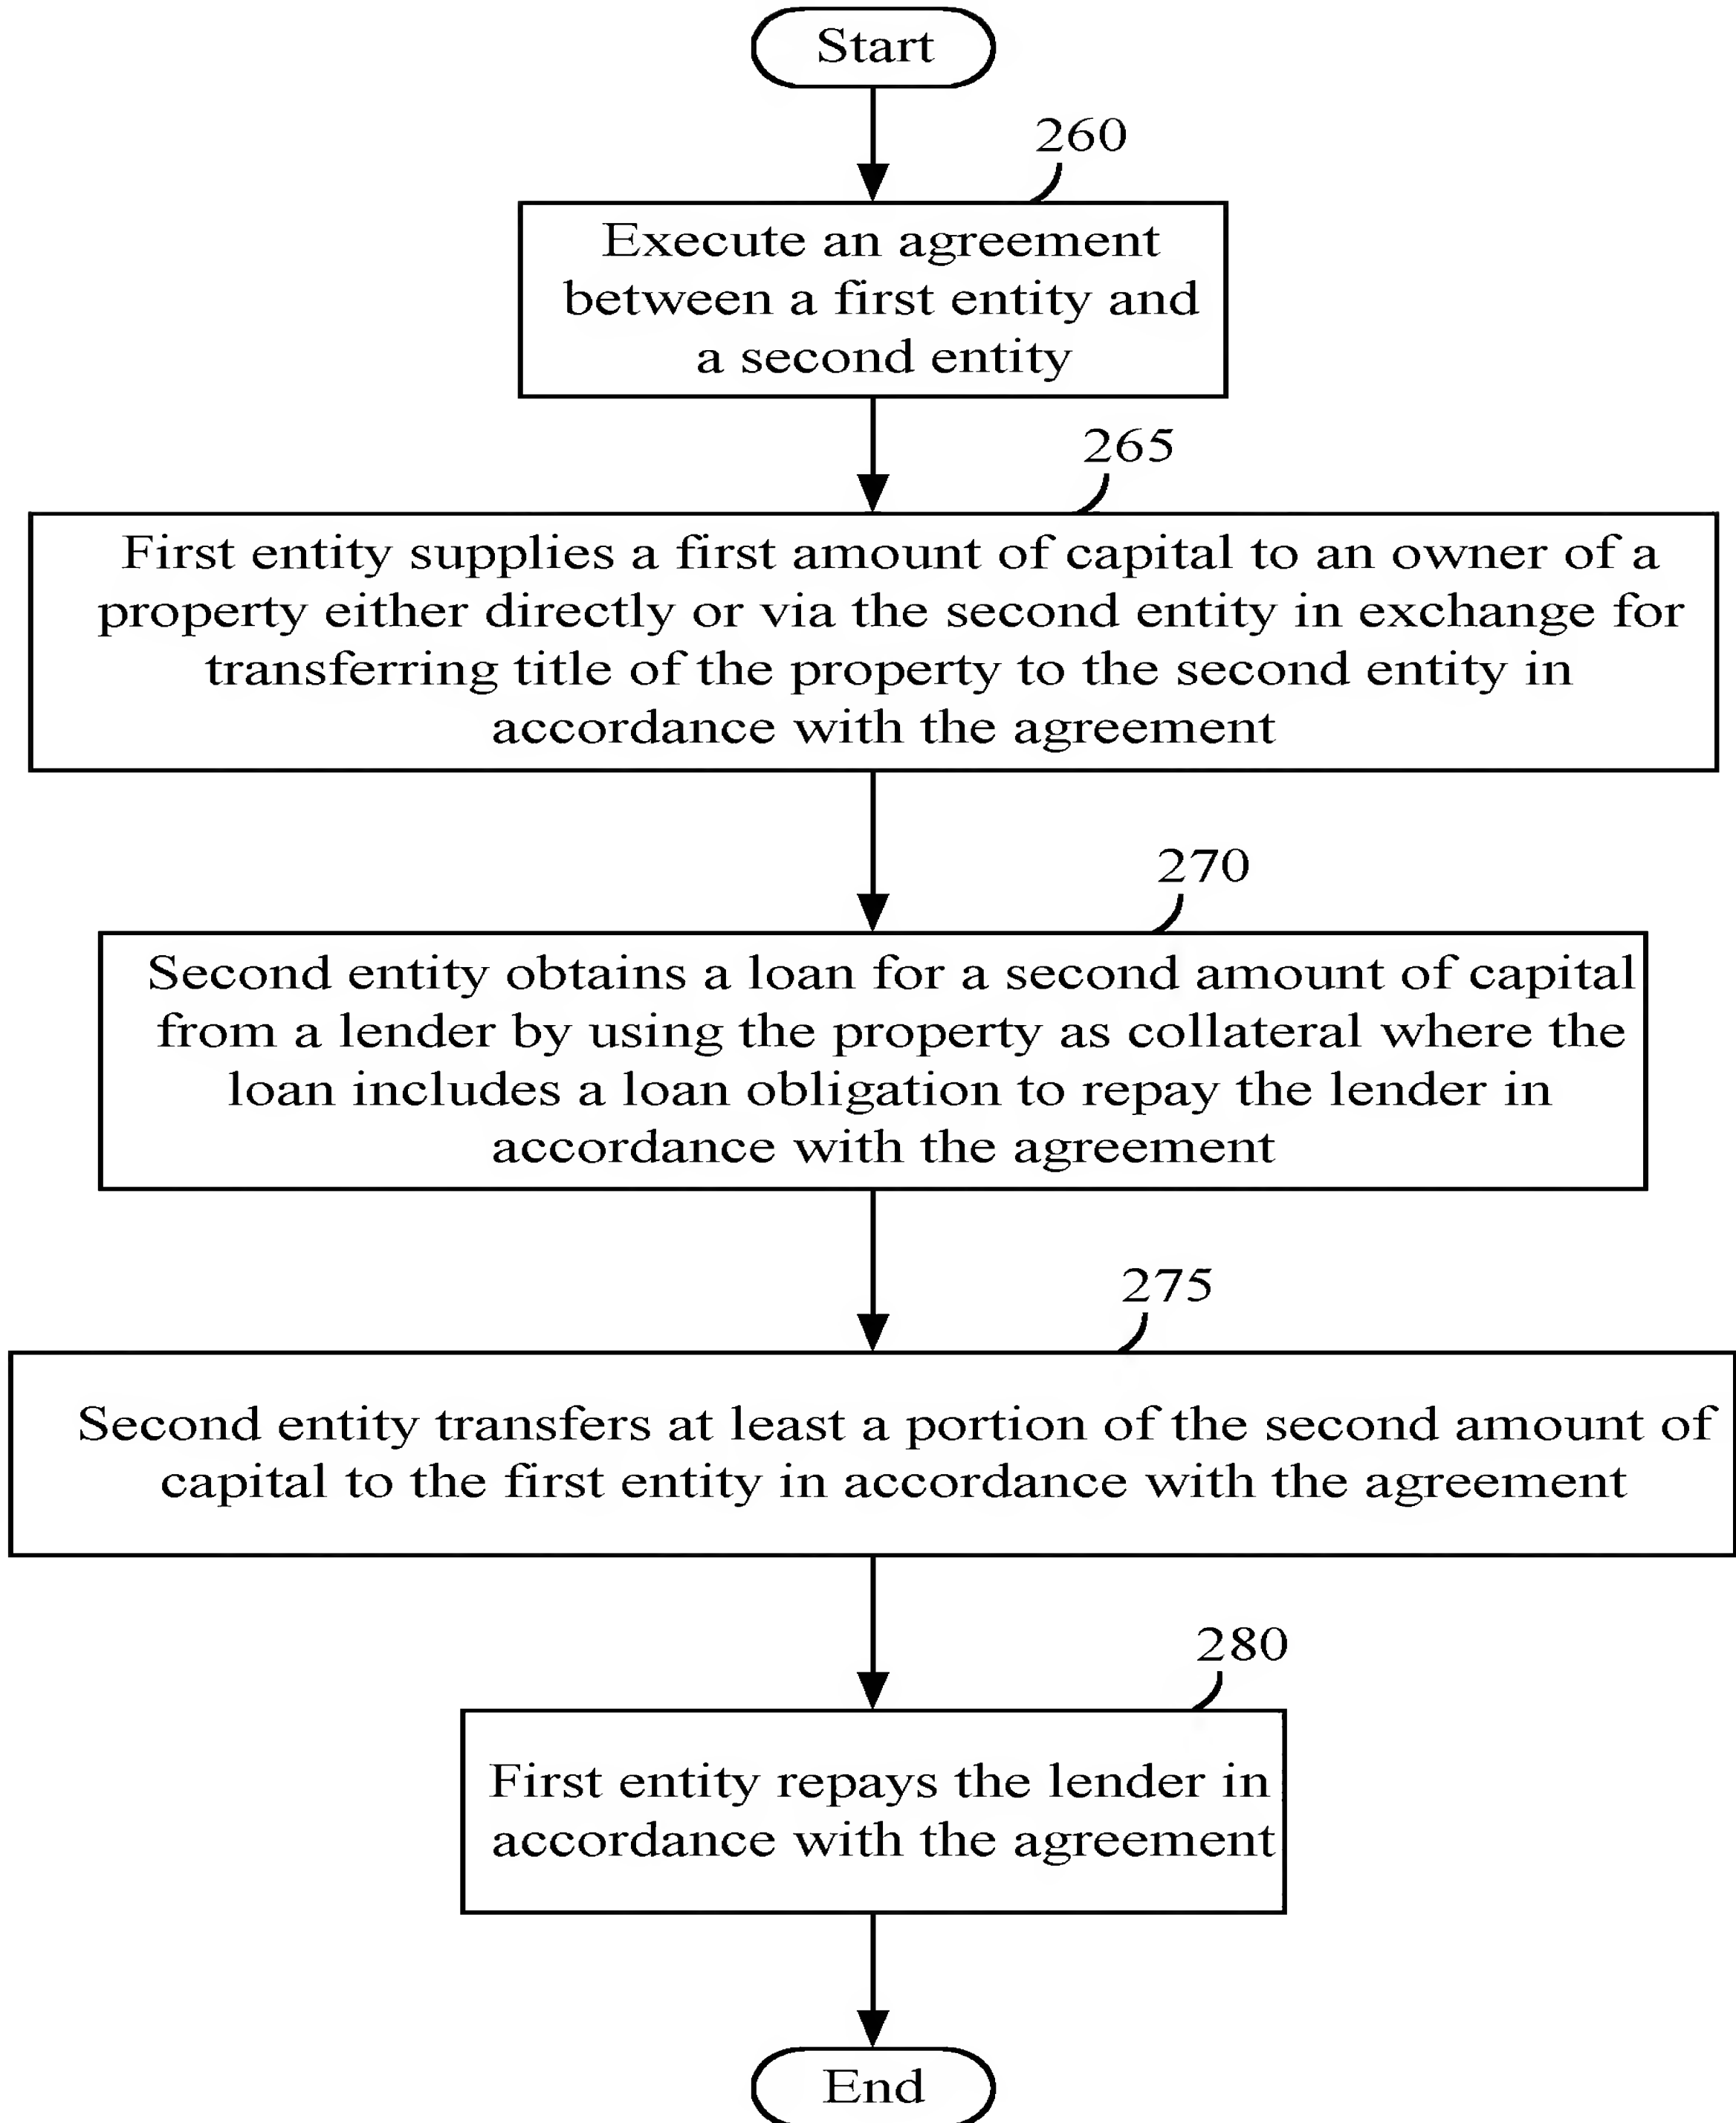 Start
260
Execute an agreement
between a first entity and
a second entity
265
First entity supplies a first amount of capital to an owner of a
property either directly or via the second entity in exchange for
transferring title of the property to the second entity in
accordance with the agreement
270
Second entity obtains a loan for a second amount of capital
from a lender by using the property as collateral where the
loan includes a loan obligation to repay the lender in
accordance with the agreement
275
Second entity transfers at least a portion of the second amount of
capital to the first entity in accordance with the agreement
280
First entity repays the lender in
accordance with the agreement
End